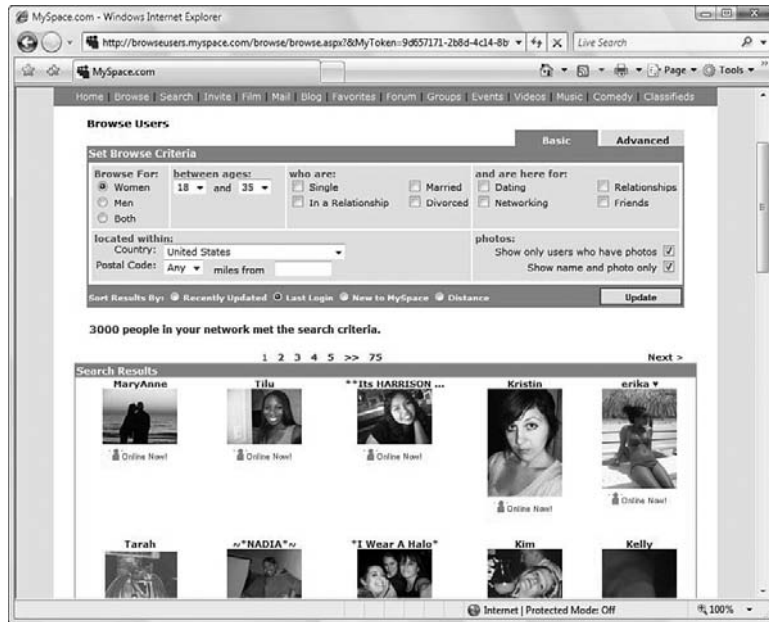 MySpace.com - Windows Internet Explorer
http://browseusers.myspace.com/browse/browse.aspx?&MyToken=9d657171-2b8d-4c14-8b
Live Search
MySpace.com
Page
Tools
Home | Browse | Search | Invite | Film | Mail | Blog | Favorites | Forum | Groups | Events | Videos | Music | Comedy | Classifieds
Browse Users
Basic Advanced
Set Browse Criteria
Browse For: between ages: who are: and are here for:
Women 18 and 35 Single Married Dating Relationships
Men In a Relationship Divorced Networking Friends
Both
located within: photos:
Country: United States Show only users who have photos
Postal Code: Any miles from Show name and photo only
Sort Results By: Recently Updated Last Login New to MySpace Distance Update
3000 people in your network met the search criteria.
1 2 3 4 5 >> 75 Next >
Search Results
MaryAnne Tilu **Its HARRISON ... Kristin erika ♥
Online Now! Online Now! Online Now!
Online Now! Online Now!
Tarah ~*NADIA*~ *I Wear A Halo* Kim Kelly
Internet | Protected Mode: Off 100%